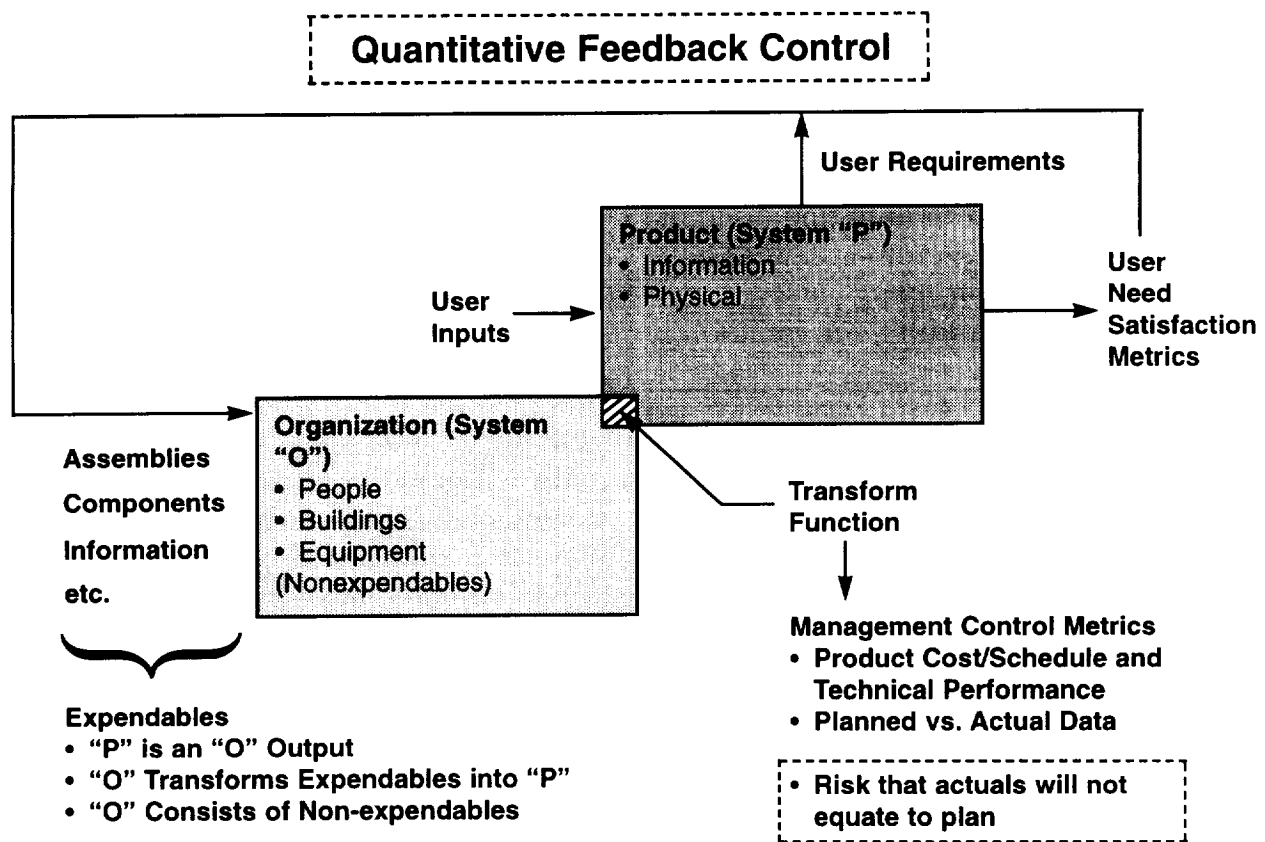 Quantitative Feedback Control
User Requirements
Product (System “P”)
• Information
• Physical
User
Inputs
User
Need
Satisfaction
Metrics
Organization (System
“O”)
• People
• Buildings
• Equipment
(Nonexpendables)
Assemblies
Components
Information
etc.
Transform
Function
Expendables
• “P” is an “O” Output
• “O” Transforms Expendables into “P”
• “O” Consists of Non-expendables
Management Control Metrics
• Product Cost/Schedule and
Technical Performance
• Planned vs. Actual Data
• Risk that actuals will not
equate to plan